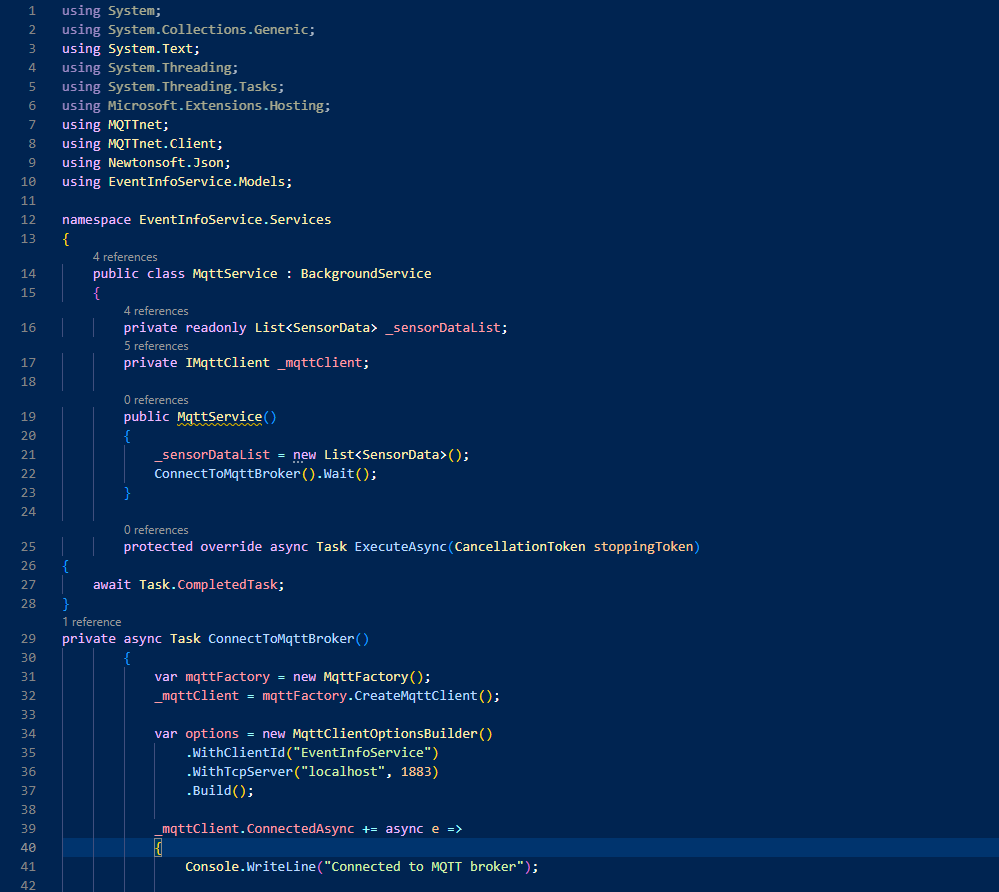 1 using System;
2 using System.Collections.Generic;
3 using System.Text;
4 using System.Threading;
5 using System.Threading.Tasks;
6 using Microsoft.Extensions.Hosting;
7 using MQTTnet;
8 using MQTTnet.Client;
9 using Newtonsoft.Json;
10 using EventInfoService.Models;
11
12 namespace EventInfoService.Services
13 {
4 references
14 public class MqttService : BackgroundService
15 {
4 references
16 private readonly List<SensorData> _sensorDataList;
5 references
17 private IMqttClient _mqttClient;
18
0 references
19 public MqttService()
20 {
21 _sensorDataList = new List<SensorData>();
22 ConnectToMqttBroker().Wait();
23 }
24
0 references
25 protected override async Task ExecuteAsync(CancellationToken stoppingToken)
26 {
27 await Task.CompletedTask;
28 }
1 reference
29 private async Task ConnectToMqttBroker()
30 {
31 var mqttFactory = new MqttFactory();
32 _mqttClient = mqttFactory.CreateMqttClient();
33
34 var options = new MqttClientOptionsBuilder()
35 .WithClientId("EventInfoService")
36 .WithTcpServer("localhost", 1883)
37 .Build();
38
39 _mqttClient.ConnectedAsync += async e =>
40 {
41 Console.WriteLine("Connected to MQTT broker");
42